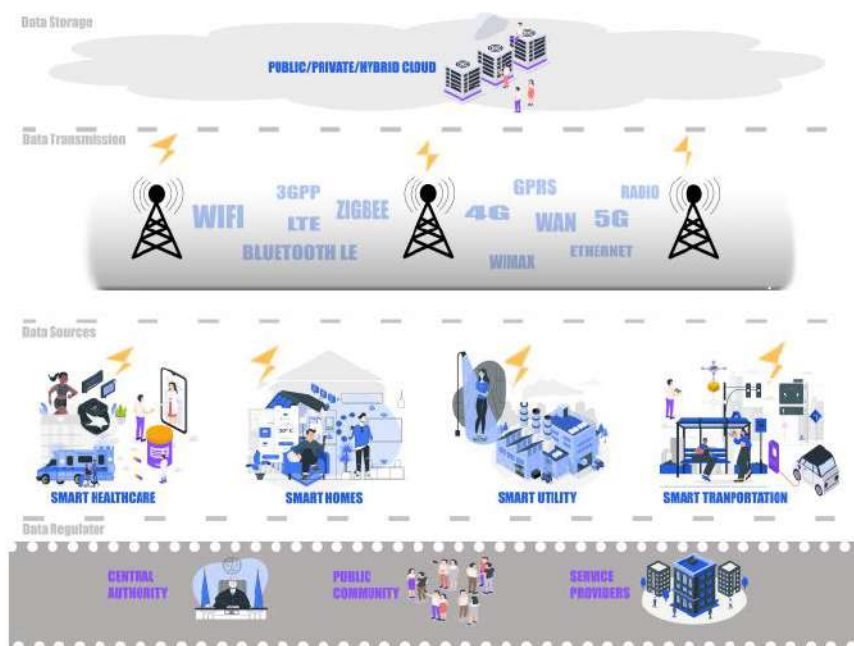 Data Storage
PUBLIC/PRIVATE/HYBRID CLOUD
Data Transmission
WIFI
3GPP
LTE
ZIGBEE
BLUETOOTH LE
4G
GPRS
WAN
5G
RADIO
WIMAX
ETHERNET
Data Sources
SMART HEALTHCARE
SMART HOMES
SMART UTILITY
SMART TRANPORTATION
Data Regulator
CENTRAL
AUTHORITY
PUBLIC
COMMUNITY
SERVICE
PROVIDERS